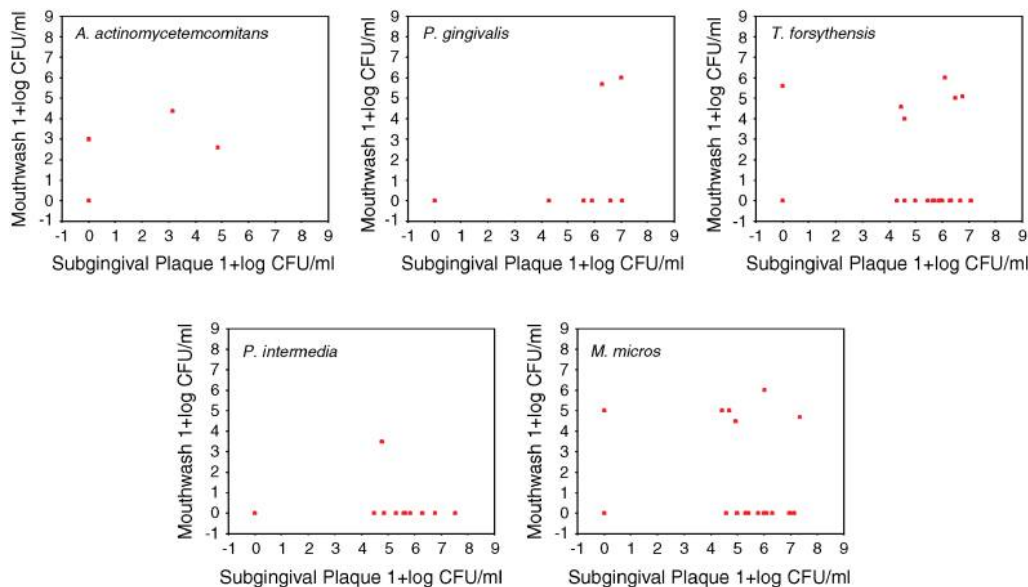 A. actinomycetemcomitans
Mouthwash 1+log CFU/ml
9
8
7
6
5
4
3
2
1
0
-1
-1 0 1 2 3 4 5 6 7 8 9
Subgingival Plaque 1+log CFU/ml
P. gingivalis
Mouthwash 1+log CFU/ml
9
8
7
6
5
4
3
2
1
0
-1
-1 0 1 2 3 4 5 6 7 8 9
Subgingival Plaque 1+log CFU/ml
T. forsythensis
Mouthwash 1+log CFU/ml
9
8
7
6
5
4
3
2
1
0
-1
-1 0 1 2 3 4 5 6 7 8 9
Subgingival Plaque 1+log CFU/ml
P. intermedia
Mouthwash 1+log CFU/ml
9
8
7
6
5
4
3
2
1
0
-1
-1 0 1 2 3 4 5 6 7 8 9
Subgingival Plaque 1+log CFU/ml
M. micros
Mouthwash 1+log CFU/ml
9
8
7
6
5
4
3
2
1
0
-1
-1 0 1 2 3 4 5 6 7 8 9
Subgingival Plaque 1+log CFU/ml